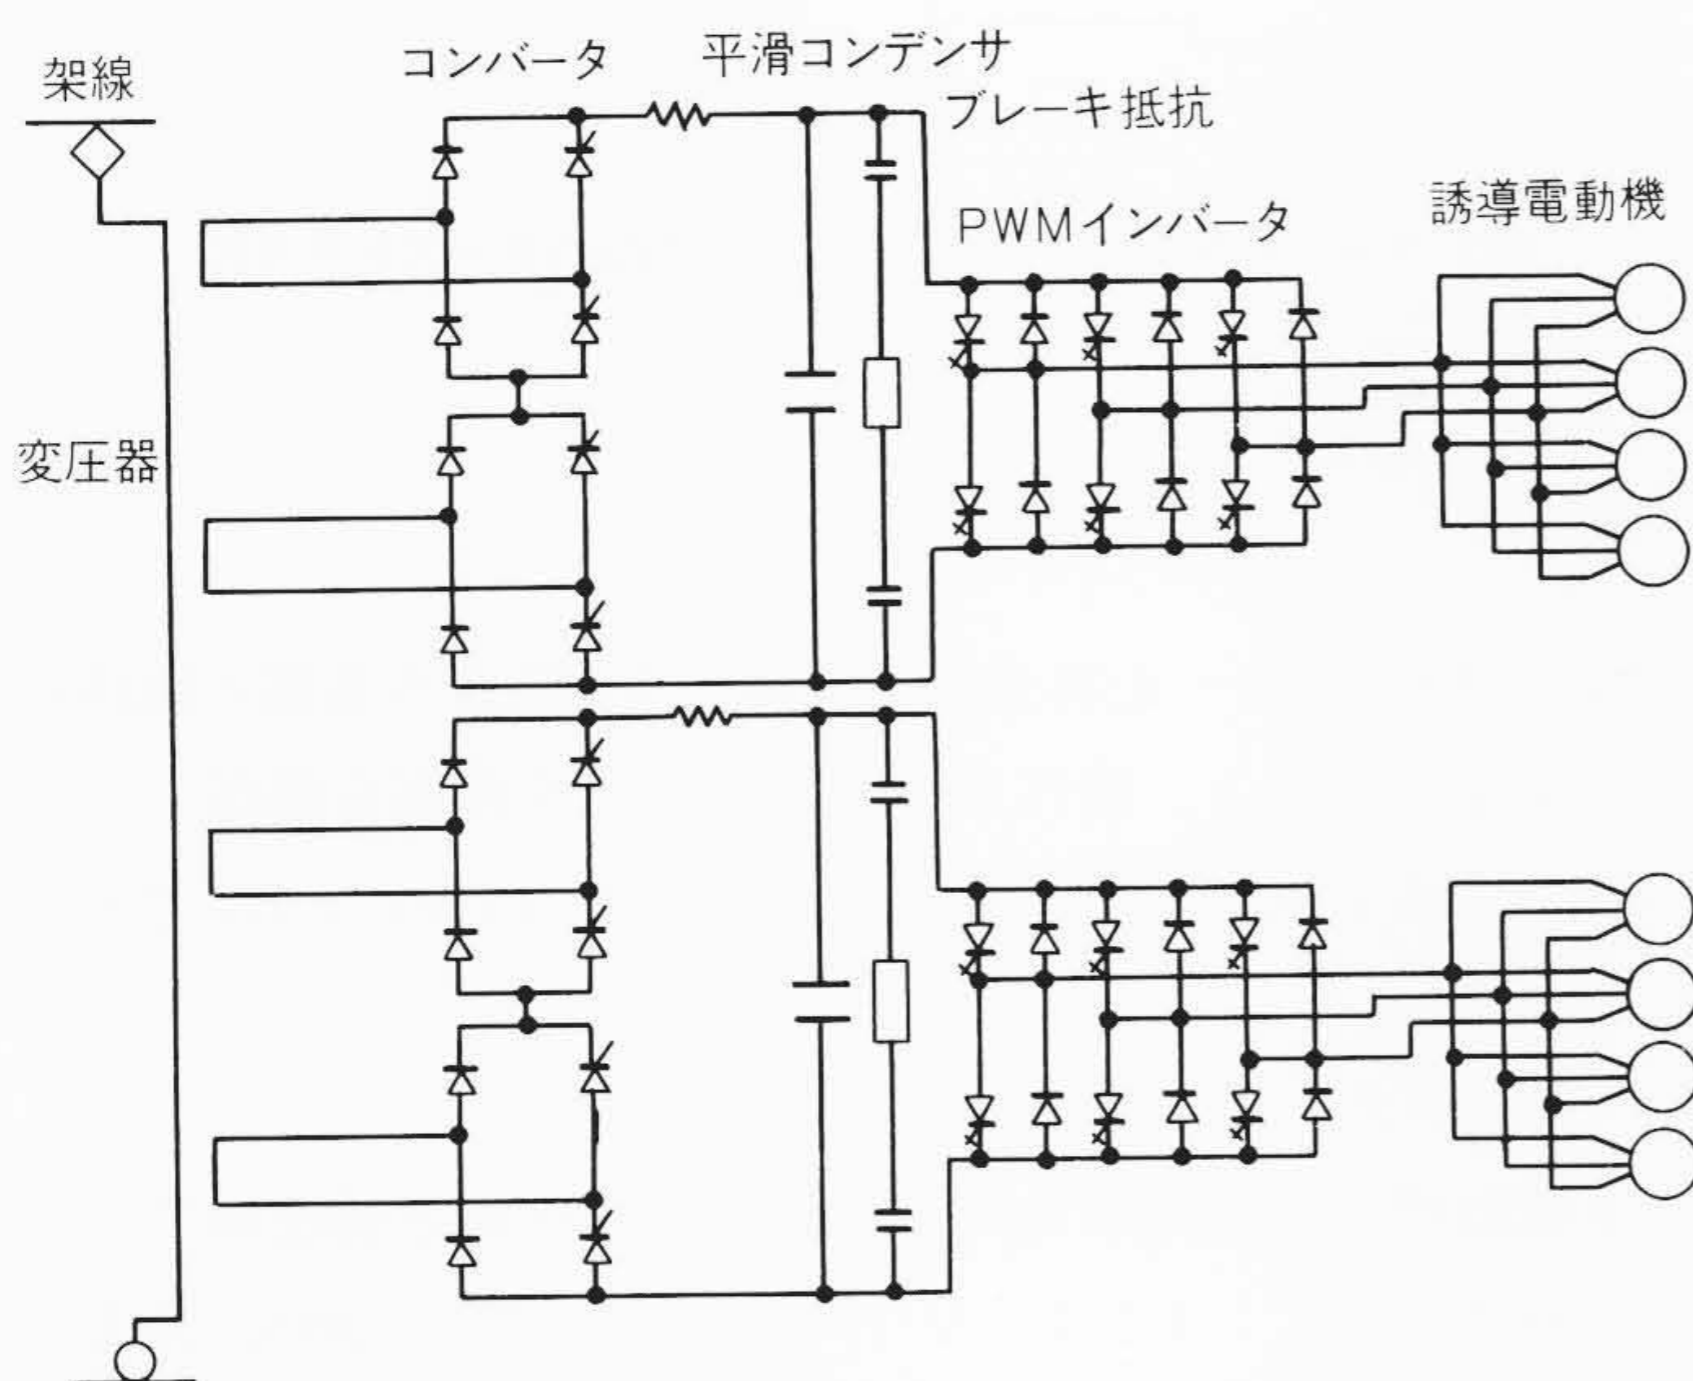 架線
コンバータ
平滑コンデンサ
ブレーキ抵抗
PWMインバータ
誘導電動機
変圧器